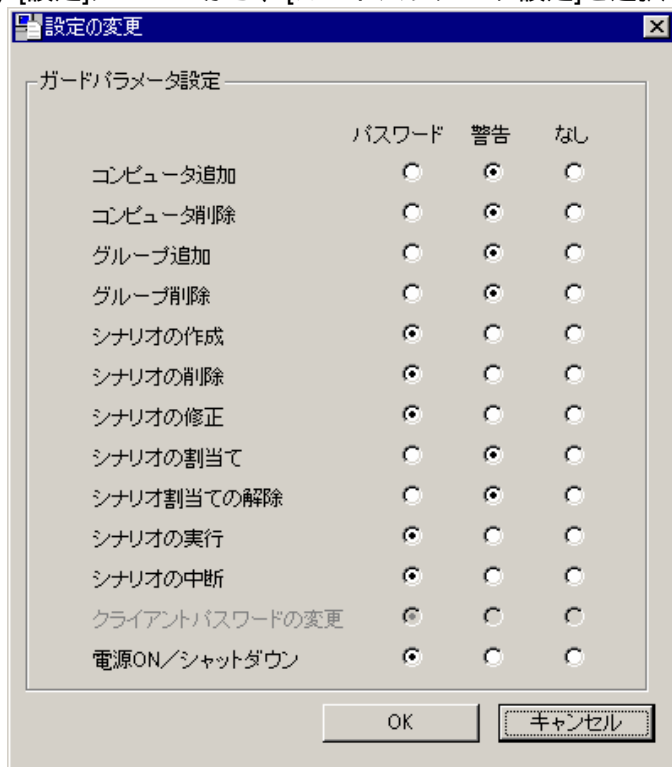 設定の変更
ガードパラメータ設定
パスワード 警告 なし
コンピュータ追加
コンピュータ削除
グループ追加
グループ削除
シナリオの作成
シナリオの削除
シナリオの修正
シナリオの割当て
シナリオ割当ての解除
シナリオの実行
シナリオの中断
クライアントパスワードの変更
電源ON／シャットダウン
OK キャンセル